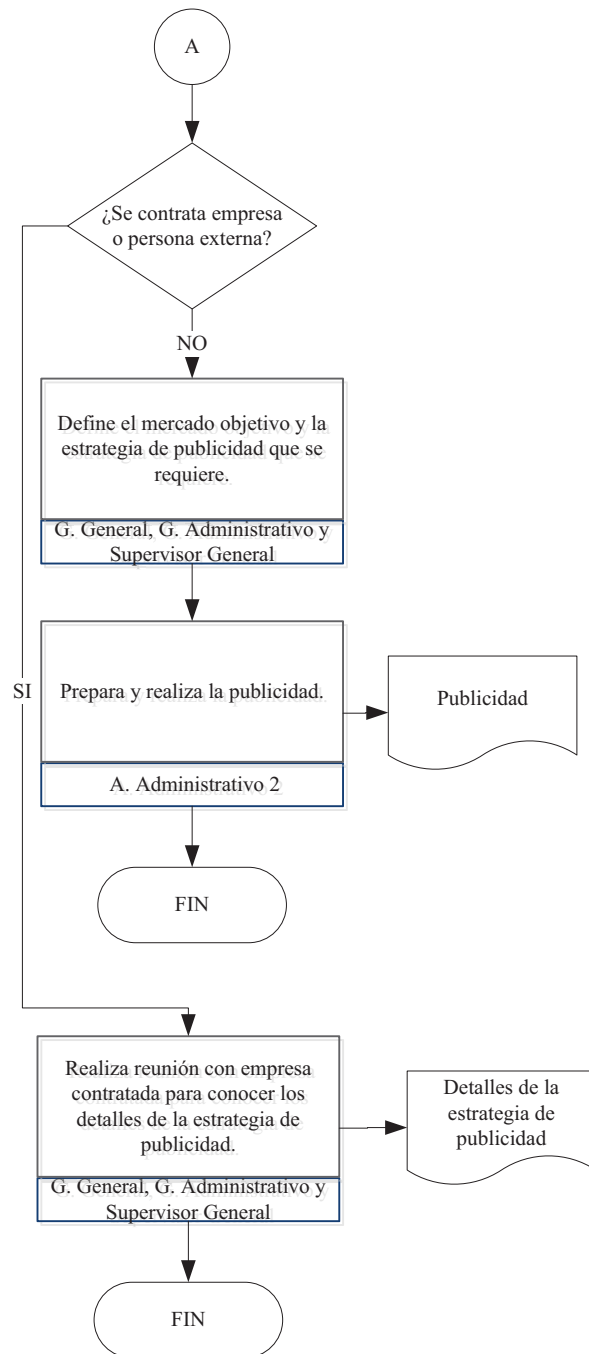 A
¿Se contrata empresa
o persona externa?
NO
Define el mercado objetivo y la
estrategia de publicidad que se
requiere.
G. General, G. Administrativo y
Supervisor General
SI
Prepara y realiza la publicidad.
Publicidad
A. Administrativo 2
FIN
Realiza reunión con empresa
contratada para conocer los
detalles de la estrategia de
publicidad.
Detalles de la
estrategia de
publicidad
G. General, G. Administrativo y
Supervisor General
FIN